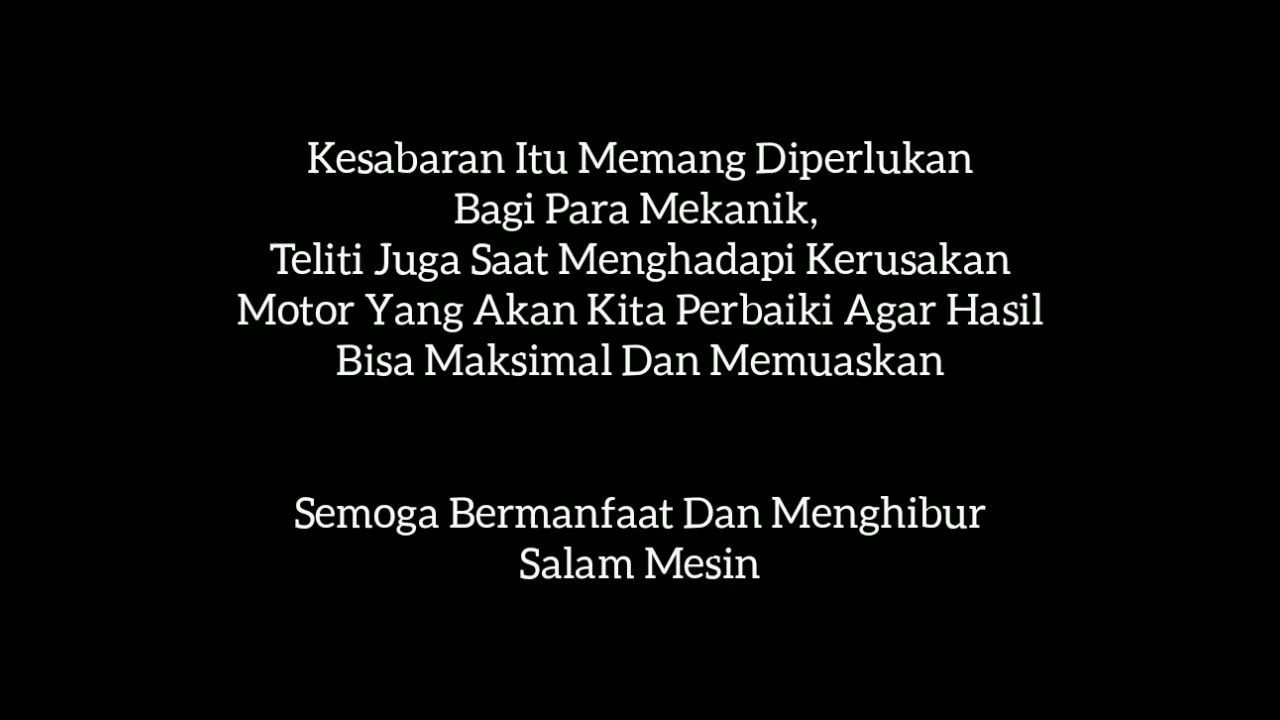 Kesabaran Itu Memang Diperlukan
Bagi Para Mekanik,
Teliti Juga Saat Menghadapi Kerusakan
Motor Yang Akan Kita Perbaiki Agar Hasil
Bisa Maksimal Dan Memuaskan
Semoga Bermanfaat Dan Menghibur
Salam Mesin